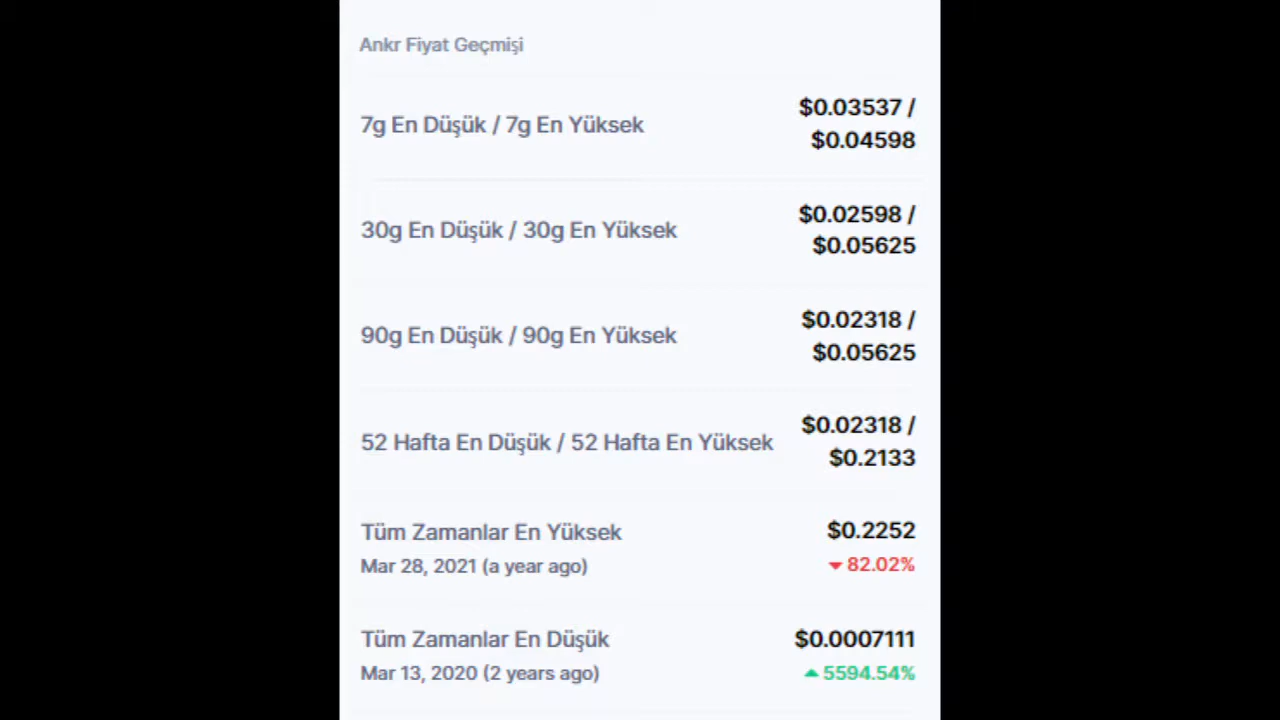 Ankr Fiyat Geçmişi
7g En Düşük / 7g En Yüksek
$0.03537 /
$0.04598
30g En Düşük / 30g En Yüksek
$0.02598 /
$0.05625
90g En Düşük / 90g En Yüksek
$0.02318 /
$0.05625
52 Hafta En Düşük / 52 Hafta En Yüksek
$0.02318 /
$0.2133
Tüm Zamanlar En Yüksek
$0.2252
Mar 28, 2021 (a year ago)
82.02%
Tüm Zamanlar En Düşük
$0.0007111
Mar 13, 2020 (2 years ago)
5594.54%